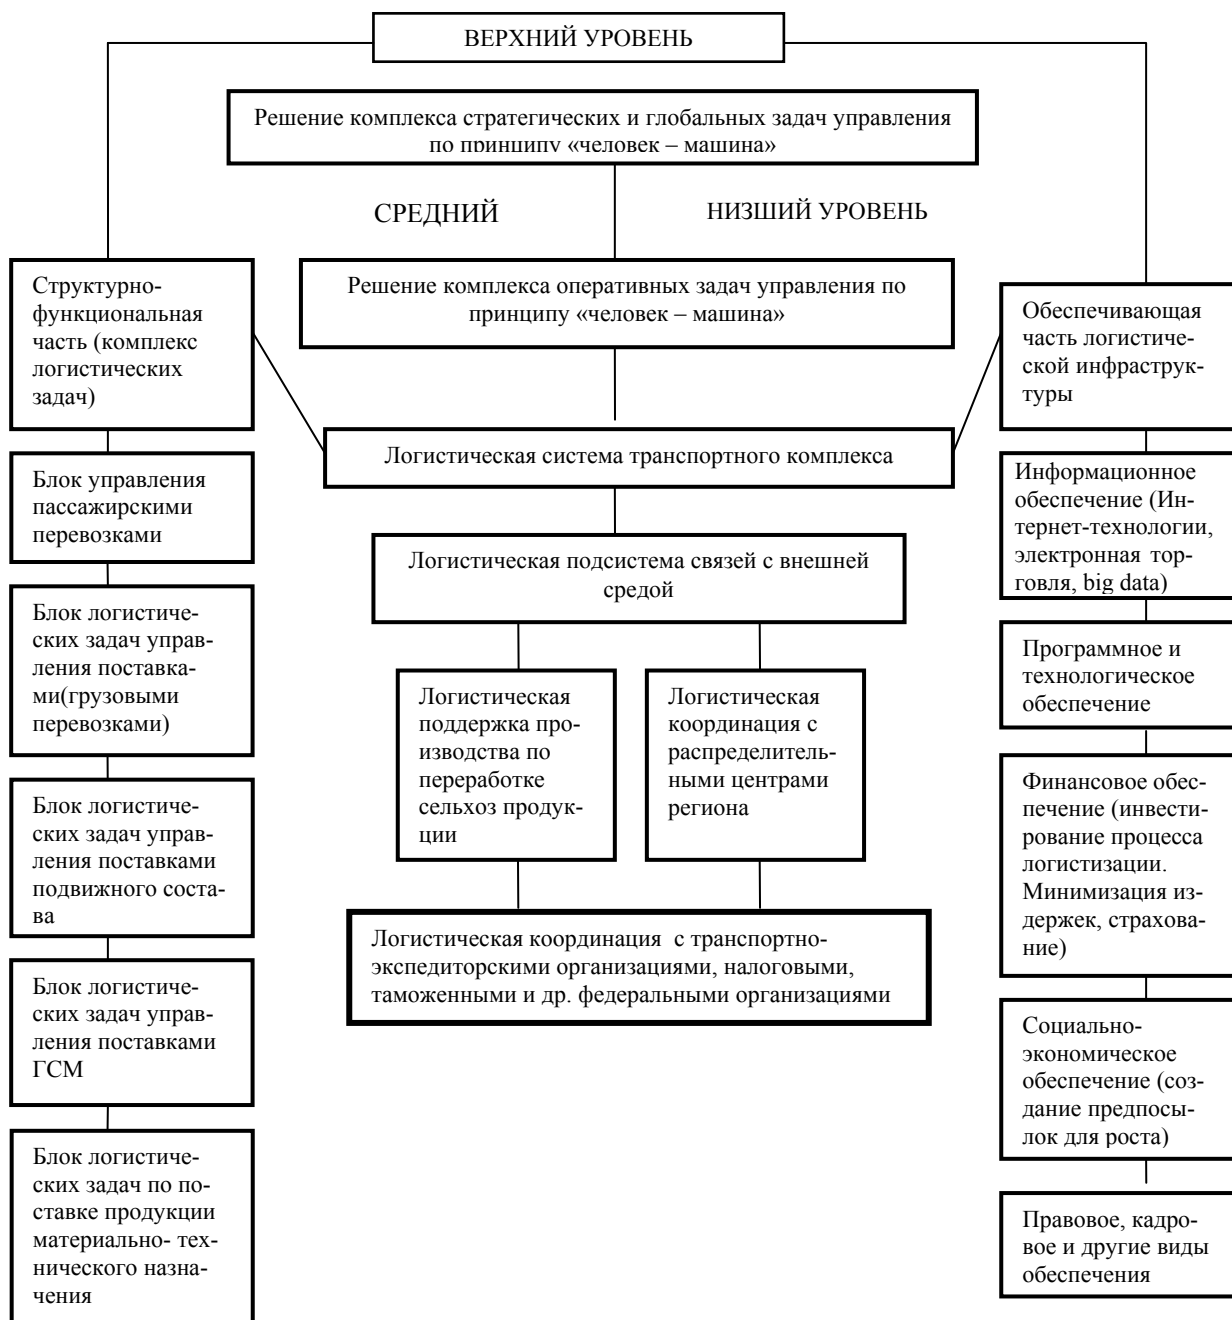 ВЕРХНИЙ УРОВЕНЬ
Решение комплекса стратегических и глобальных задач управления
по принципу «человек – машина»
СРЕДНИЙ
НИЗШИЙ УРОВЕНЬ
Структурно-
функциональная
часть (комплекс
логистических
задач)
Блок управления
пассажирскими
перевозками
Блок логистиче-
ских задач управ-
ления поставка-
ми(грузовыми
перевозками)
Блок логистиче-
ских задач управ-
ления поставками
подвижного соста-
ва
Блок логистиче-
ских задач управ-
ления поставками
ГСМ
Блок логистиче-
ских задач по по-
ставке продукции
материально- тех-
нического назна-
чения
Решение комплекса оперативных задач управления по
принципу «человек – машина»
Логистическая система транспортного комплекса
Логистическая подсистема связей с внешней
средой
Логистическая
поддержка про-
изводства по
переработке
сельхоз продук-
ции
Логистическая
координация с
распределитель-
ными центрами
региона
Логистическая координация с транспортно-
экспедиторскими организациями, налоговыми,
таможенными и др. федеральными организациями
Обеспечивающая
часть логистиче-
ской инфраструк-
туры
Информационное
обеспечение (Ин-
тернет-технологии,
электронная тор-
говля, big data)
Программное и
технологическое
обеспечение
Финансовое обес-
печение (инвести-
рование процесса
логистизации.
Минимизация из-
держек, страхова-
ние)
Социально-
экономическое
обеспечение (соз-
дание предпосы-
лок для роста)
Правовое, кадро-
вое и другие виды
обеспечения